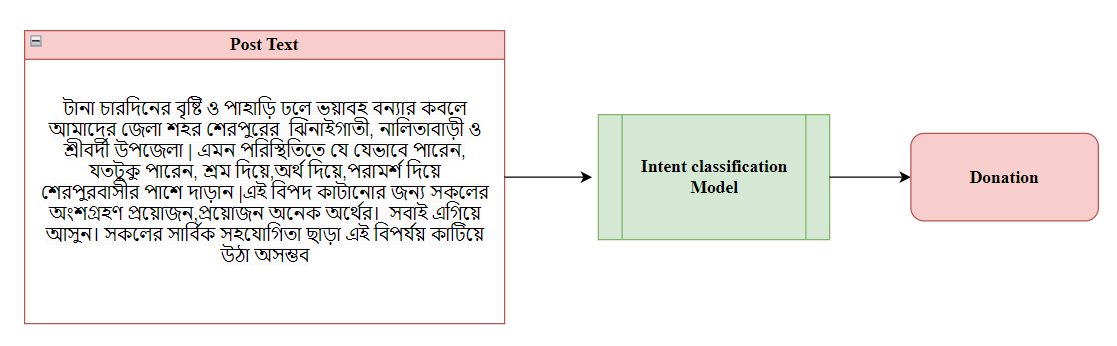 Post Text
টানা চারদিনের বৃষ্টি ও পাহাড়ি ঢলে ভয়াবহ বন্যার কবলে
আমাদের জেলা শহর শেরপুরের ঝিনাইগাতী, নালিতাবাড়ী ও
শ্রীবর্দী উপজেলা | এমন পরিস্থিতিতে যে যেভাবে পারেন,
যতটুকু পারেন, শ্রম দিয়ে,অর্থ দিয়ে,পরামর্শ দিয়ে
শেরপুরবাসীর পাশে দাড়ান |এই বিপদ কাটানোর জন্য সকলের
অংশগ্রহণ প্রয়োজন,প্রয়োজন অনেক অর্থের। সবাই এগিয়ে
আসুন। সকলের সার্বিক সহযোগিতা ছাড়া এই বিপর্যয় কাটিয়ে
উঠা অসম্ভব
Intent classification
Model
Donation